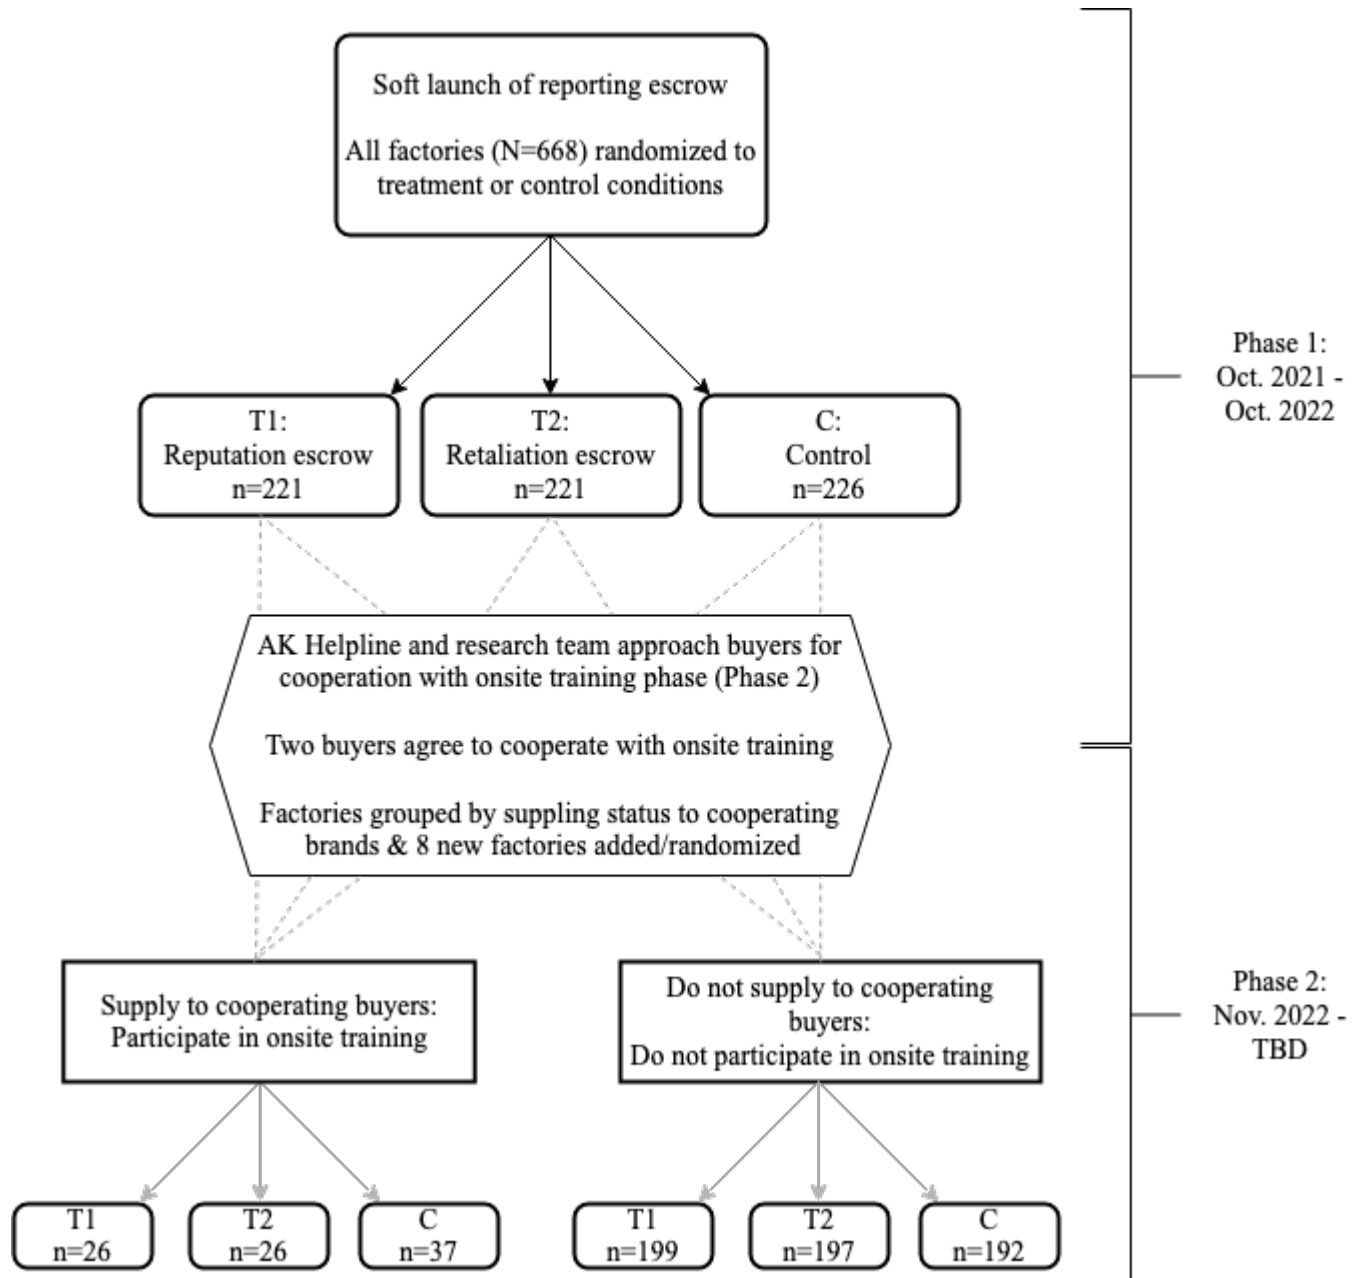 Soft launch of reporting escrow
All factories (N=668) randomized to
treatment or control conditions
Phase 1:
Oct. 2021 -
Oct. 2022
T1:
Reputation escrow
n=221
T2:
Retaliation escrow
n=221
C:
Control
n=226
AK Helpline and research team approach buyers for
cooperation with onsite training phase (Phase 2)
Two buyers agree to cooperate with onsite training
Factories grouped by suppling status to cooperating
brands & 8 new factories added/randomized
Supply to cooperating buyers:
Participate in onsite training
Do not supply to cooperating
buyers:
Do not participate in onsite training
Phase 2:
Nov. 2022 -
TBD
T1
n=26
T2
n=26
C
n=37
T1
n=199
T2
n=197
C
n=192